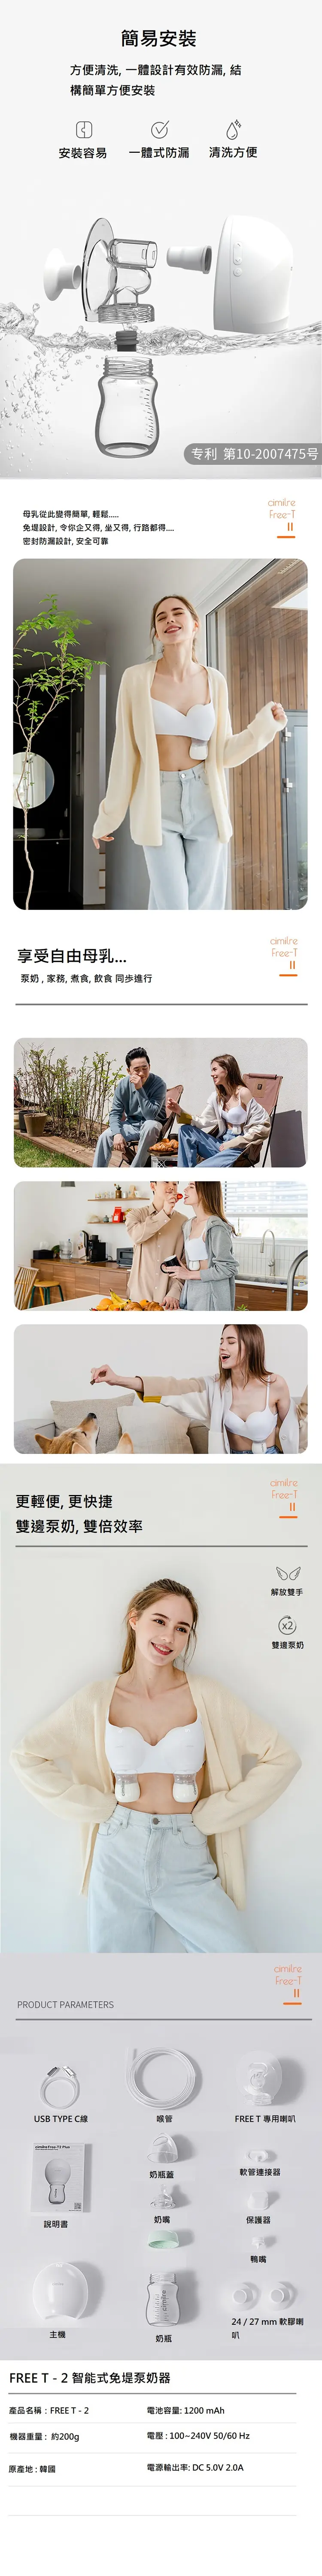 簡易安裝
方便清洗, 一體設計有效防漏, 結
構簡單方便安裝
安裝容易 一體式防漏 清洗方便
专利 第10-2007475号
cimilre
Free-T
II
母乳從此變得簡單, 輕鬆.....
免堤設計, 令你企又得, 坐又得, 行路都得....
密封防漏設計, 安全可靠
cimilre
Free-T
II
享受自由母乳...
泵奶 , 家務, 煮食, 飲食 同步進行
cimilre
Free-T
II
更輕便, 更快捷
雙邊泵奶, 雙倍效率
解放雙手
x2
雙邊泵奶
cimilre
Free-T
II
PRODUCT PARAMETERS
USB TYPE C線 喉管 FREE T 專用喇叭
奶瓶蓋 軟管連接器
說明書 奶嘴 保護器
鴨嘴
主機 奶瓶 24 / 27 mm 軟膠喇
叭
FREE T - 2 智能式免堤泵奶器
產品名稱 : FREE T - 2 電池容量: 1200 mAh
機器重量 : 約200g 電壓 : 100~240V 50/60 Hz
原產地 : 韓國 電源輸出率: DC 5.0V 2.0A